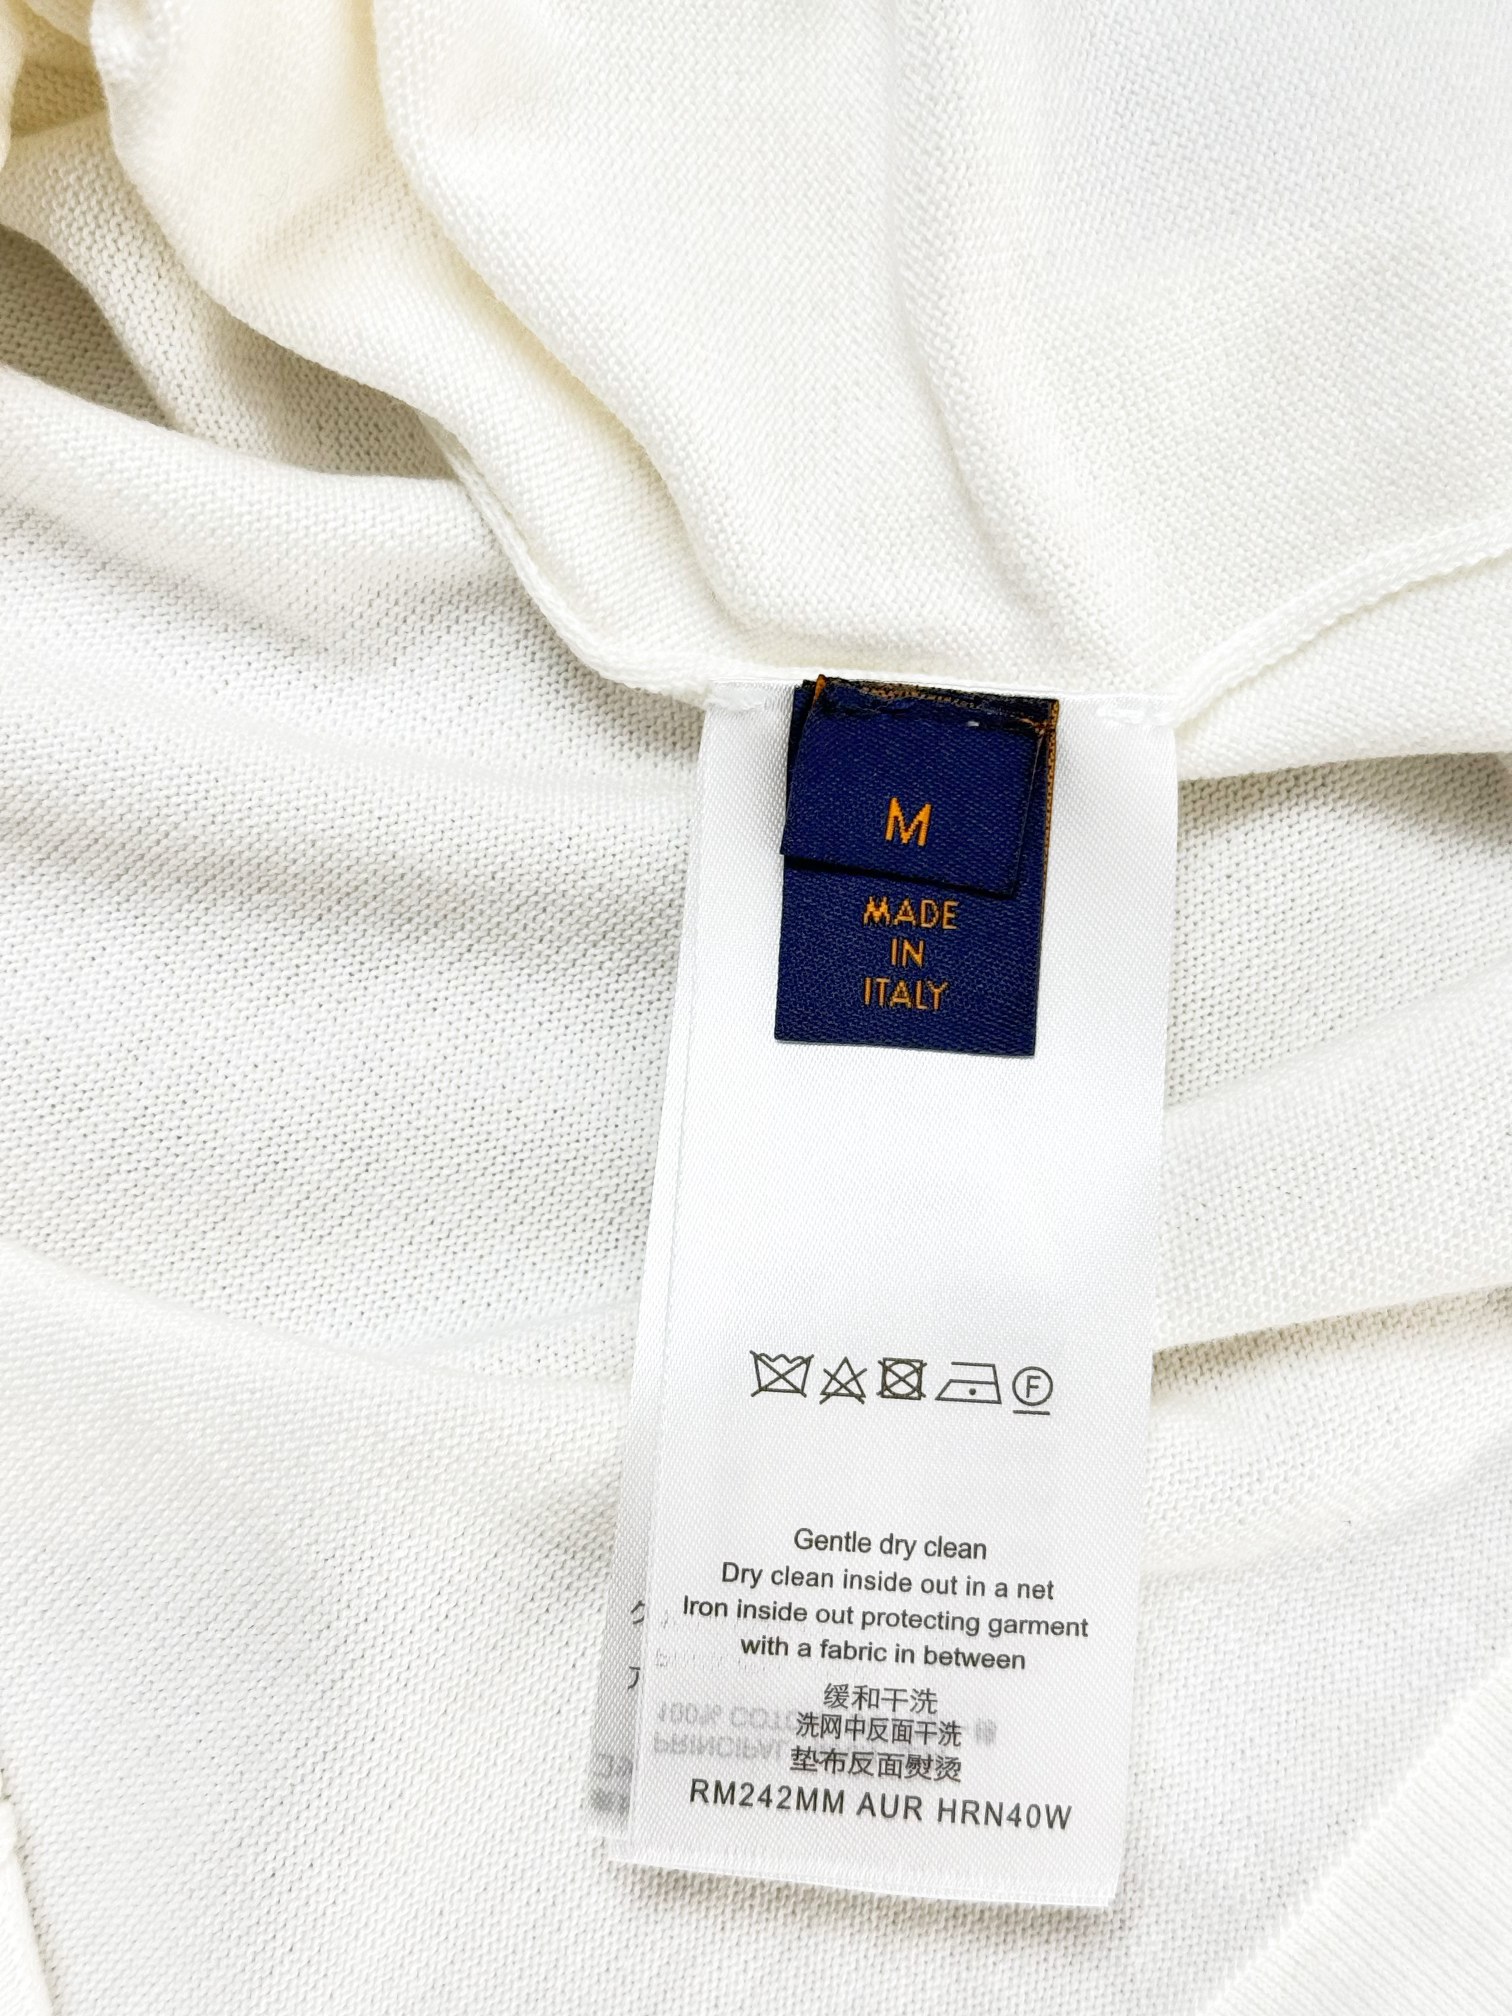 M
MADE
IN
ITALY
F
Gentle dry clean
Dry clean inside out in a net
Iron inside out protecting garment
with a fabric in between
缓和干洗
洗网中反面干洗
垫布反面熨烫
RM242MM AUR HRN40W